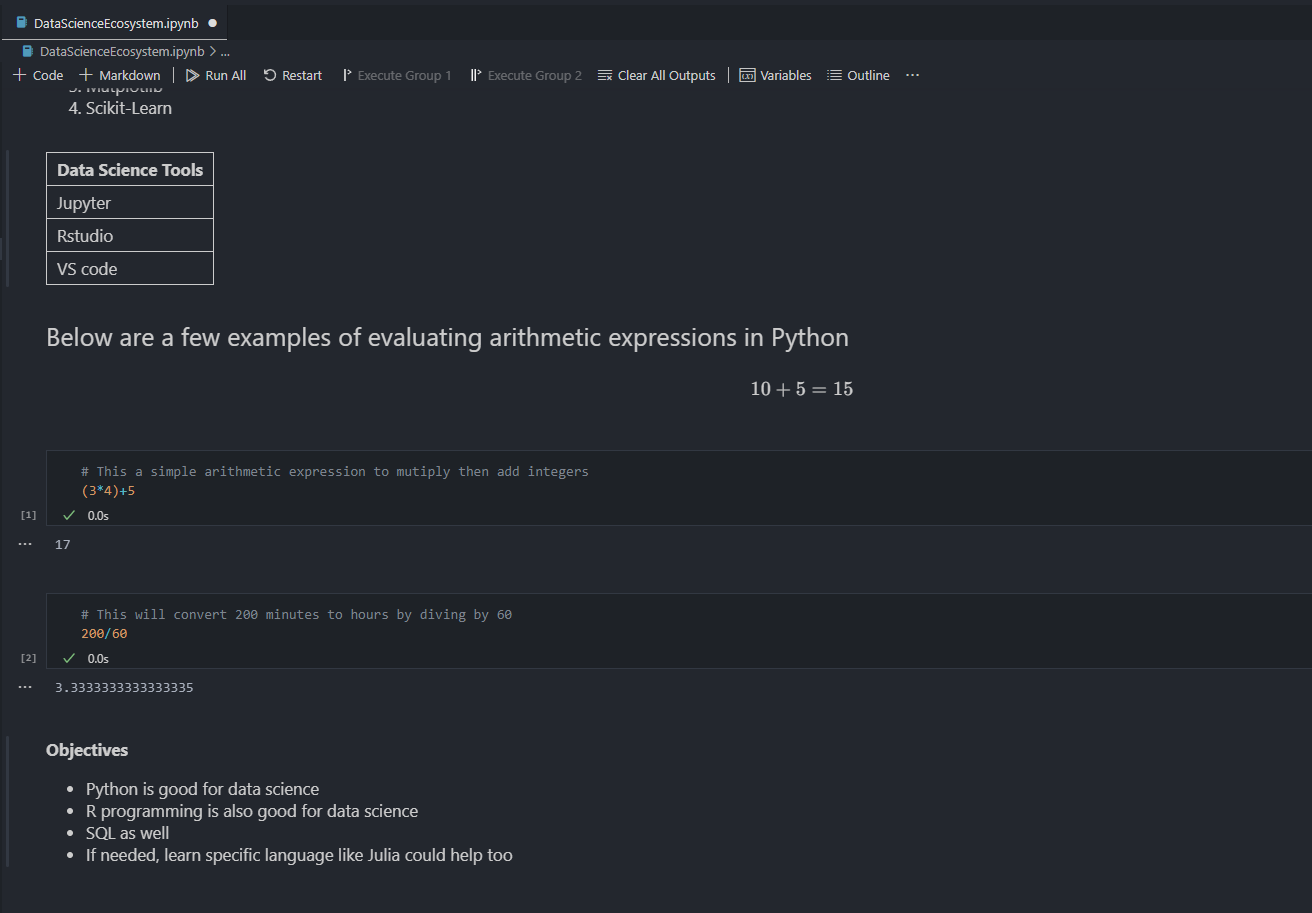 DataScienceEcosystem.ipynb
DataScienceEcosystem.ipynb > ...
+ Code + Markdown | Run All Restart Execute Group 1 Execute Group 2 Clear All Outputs | Variables Outline ...
3. Matplotlib
4. Scikit-Learn
Data Science Tools
Jupyter
Rstudio
VS code
Below are a few examples of evaluating arithmetic expressions in Python
10 + 5 = 15
# This a simple arithmetic expression to mutiply then add integers
(3*4)+5
[1] ✓ 0.0s
... 17
# This will convert 200 minutes to hours by diving by 60
200/60
[2] ✓ 0.0s
... 3.3333333333333335
Objectives
• Python is good for data science
• R programming is also good for data science
• SQL as well
• If needed, learn specific language like Julia could help too